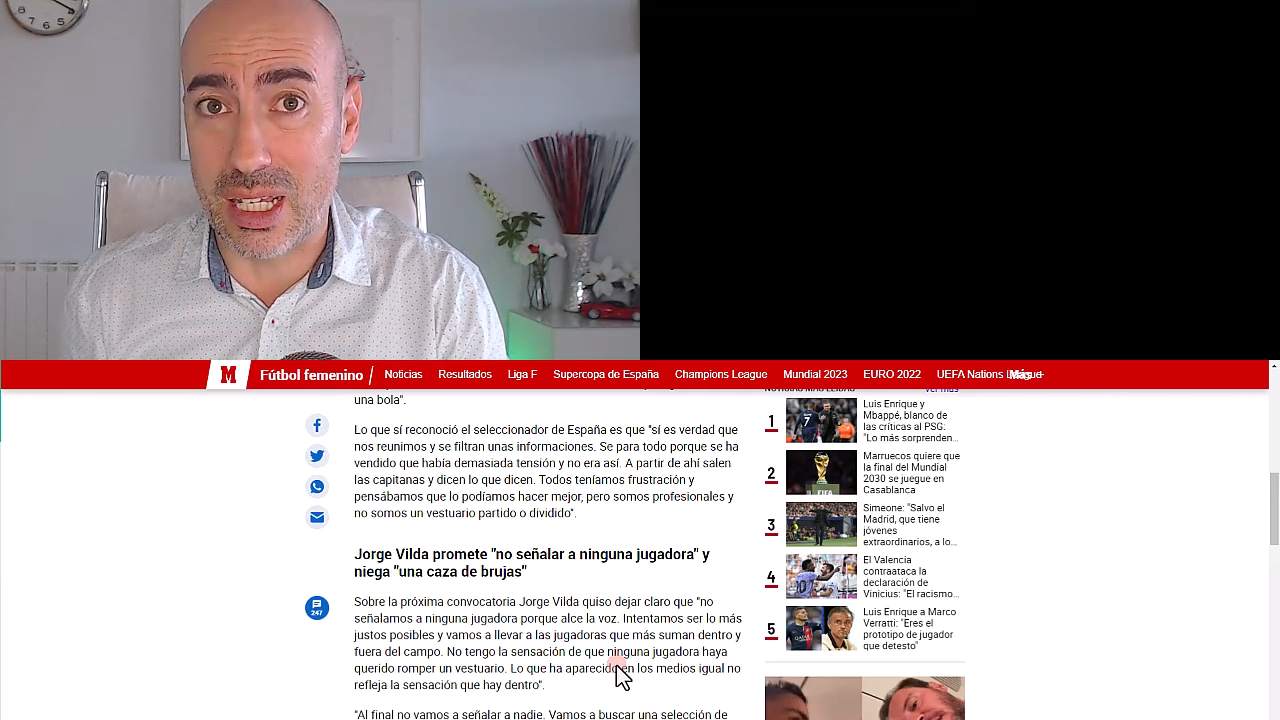 M
Fútbol femenino
Noticias
Resultados
Liga F
Supercopa de España
Champions League
Mundial 2023
EURO 2022
UEFA Nations League
Más
una bola".
Lo que sí reconoció el seleccionador de España es que "sí es verdad que
nos reunimos y se filtran unas informaciones. Se para todo porque se ha
vendido que había demasiada tensión y no era así. A partir de ahí salen
las capitanas y dicen lo que dicen. Todos teníamos frustración y
pensábamos que lo podíamos hacer mejor, pero somos profesionales y
no somos un vestuario partido o dividido".
Jorge Vilda promete "no señalar a ninguna jugadora" y
niega "una caza de brujas"
247
Sobre la próxima convocatoria Jorge Vilda quiso dejar claro que "no
señalamos a ninguna jugadora porque alce la voz. Intentamos ser lo más
justos posibles y vamos a llevar a las jugadoras que más suman dentro y
fuera del campo. No tengo la sensación de que ninguna jugadora haya
querido romper un vestuario. Lo que ha aparecido en los medios igual no
refleja la sensación que hay dentro".
"Al final no vamos a señalar a nadie. Vamos a buscar una selección de
1
Luis Enrique y
Mbappé, blanco de
las críticas al PSG:
"Lo más sorprenden...
2
FIFA
Marruecos quiere que
la final del Mundial
2030 se juegue en
Casablanca
3
Simeone: "Salvo el
Madrid, que tiene
jóvenes
extraordinarios, a lo...
4
El Valencia
contraataca la
declaración de
Vinicius: "El racismo...
5
Luis Enrique a Marco
Verratti: "Eres el
prototipo de jugador
que detesto"